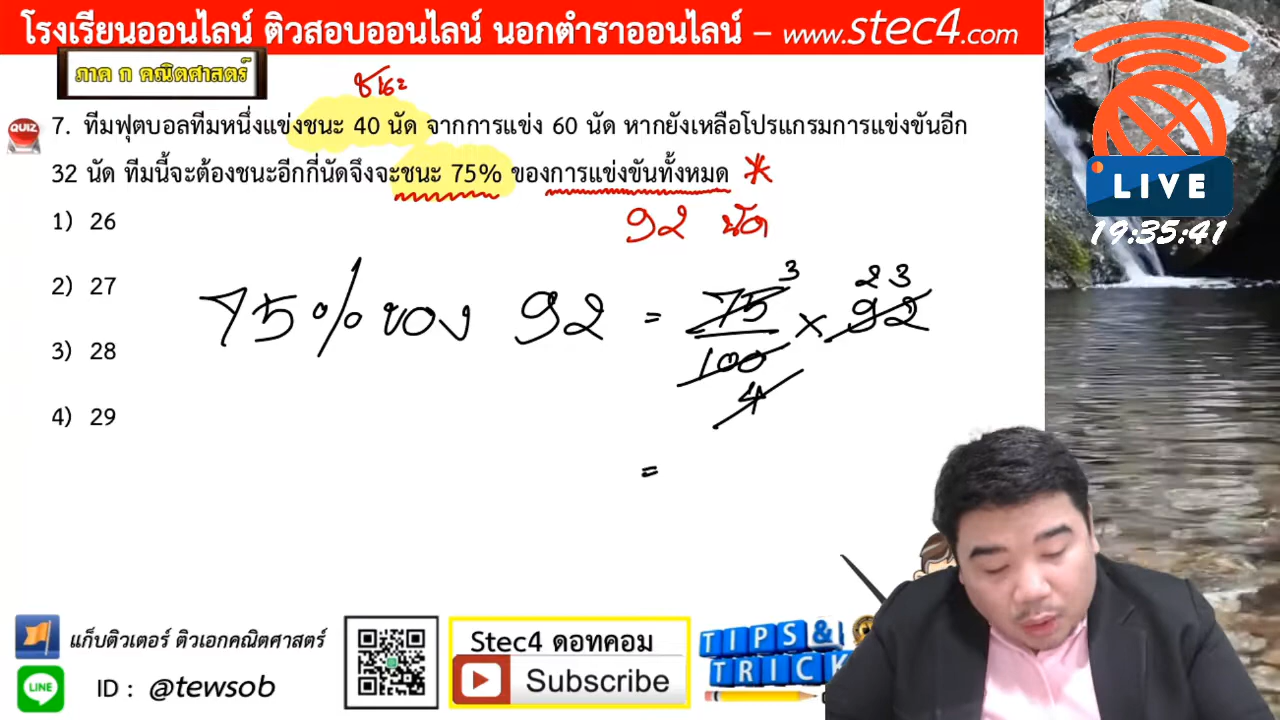 โรงเรียนออนไลน์ ติวสอบออนไลน์ นอกตำราออนไลน์ – www.stec4.com
ภาค ก คณิตศาสตร์
ชนะ
QUIZ
7. ทีมฟุตบอลทีมหนึ่งแข่งชนะ 40 นัด จากการแข่ง 60 นัด หากยังเหลือโปรแกรมการแข่งขันอีก
32 นัด ทีมนี้จะต้องชนะอีกกี่นัดจึงจะชนะ 75% ของการแข่งขันทั้งหมด *
LIVE
19:35:41
1) 26
92 นัด
2) 27
3
23
75% ของ 92 = 75 × 92
100
3) 28
4
4) 29
=
แก็บติวเตอร์ ติวเอกคณิตศาสตร์
LINE
ID : @tewsob
Stec4 ดอทคอม
Subscribe
TIPS &
TRICK